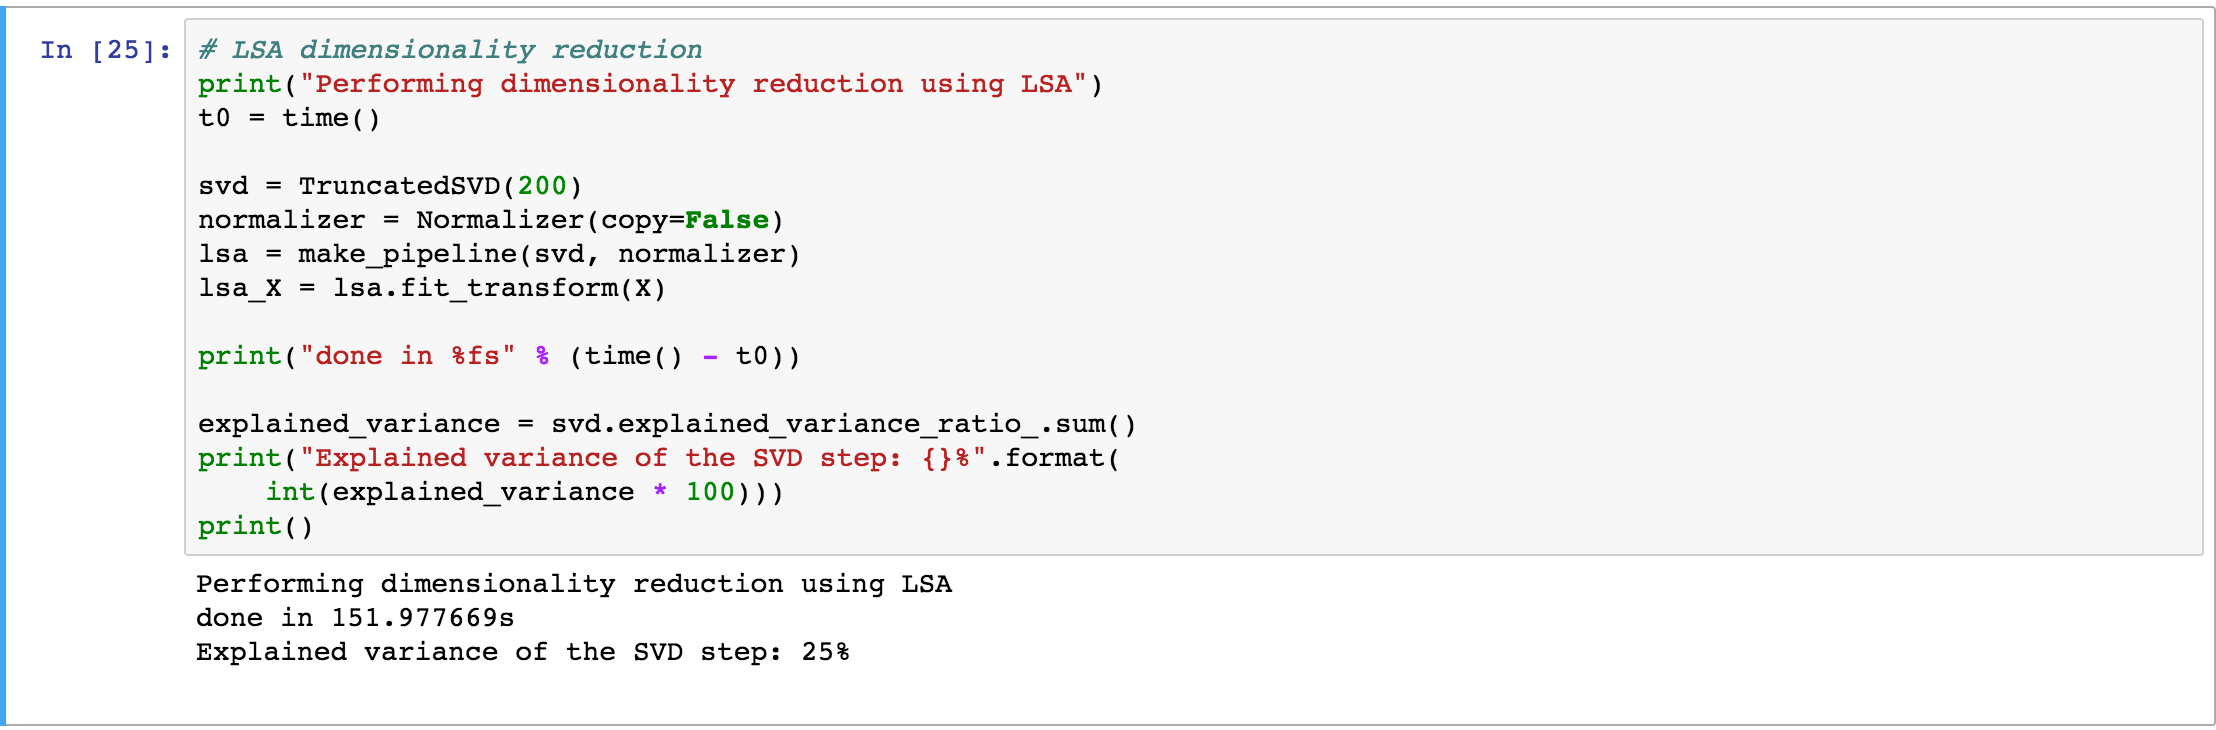 In [25]: # LSA dimensionality reduction
print("Performing dimensionality reduction using LSA")
t0 = time()
svd = TruncatedSVD(200)
normalizer = Normalizer(copy=False)
lsa = make_pipeline(svd, normalizer)
lsa_X = lsa.fit_transform(X)
print("done in %fs" % (time() - t0))
explained_variance = svd.explained_variance_ratio_.sum()
print("Explained variance of the SVD step: {}%".format(
    int(explained_variance * 100)))
print()
Performing dimensionality reduction using LSA
done in 151.977669s
Explained variance of the SVD step: 25%